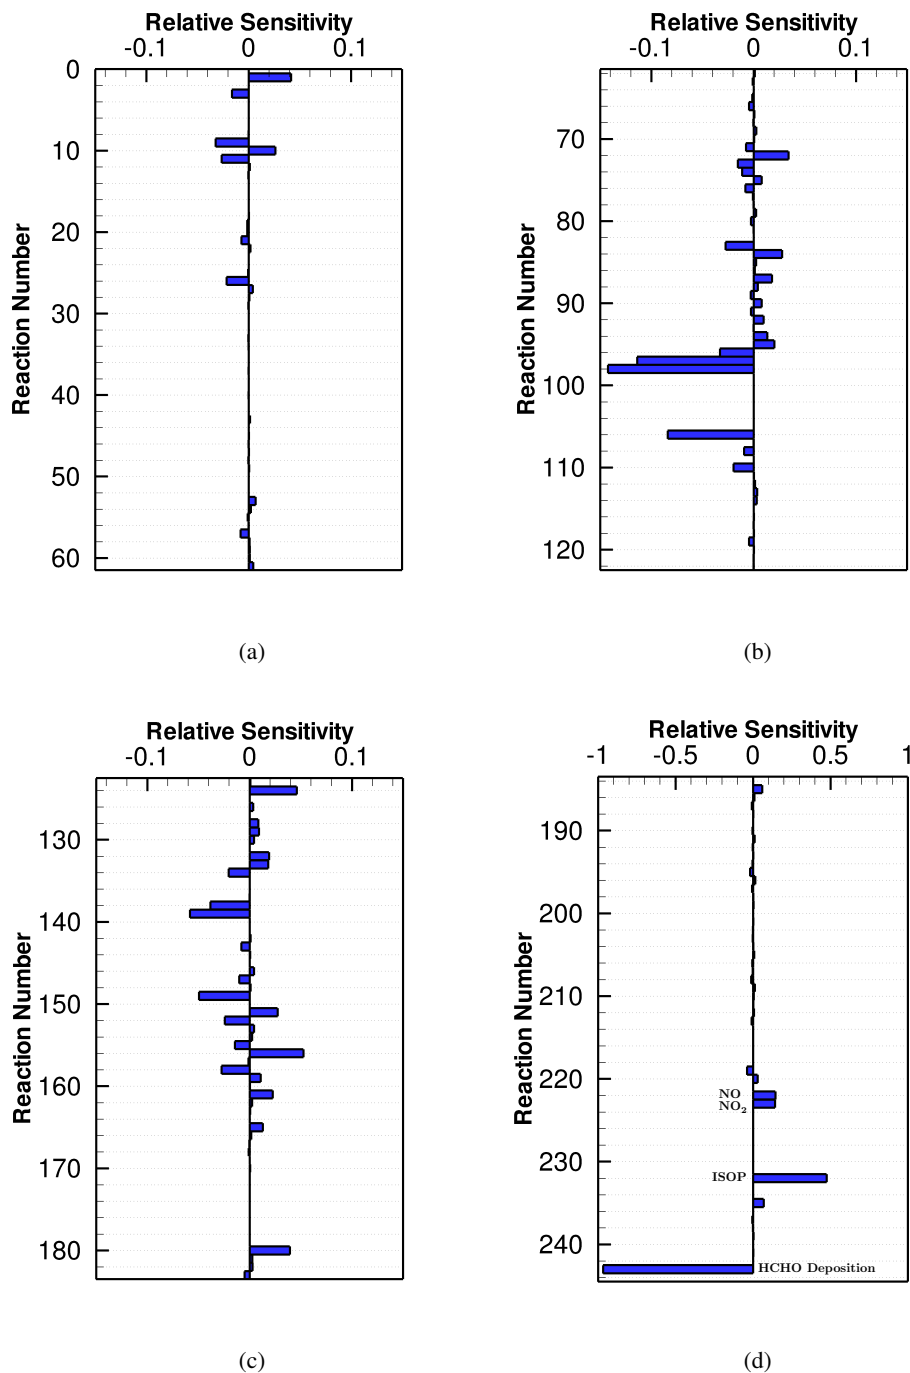 Relative Sensitivity
-0.1 0 0.1
0
10
20
30
40
50
60
Reaction Number
(a)
Relative Sensitivity
-0.1 0 0.1
70
80
90
100
110
120
Reaction Number
(b)
Relative Sensitivity
-0.1 0 0.1
130
140
150
160
170
180
Reaction Number
(c)
Relative Sensitivity
-1 -0.5 0 0.5 1
190
200
210
220
230
240
Reaction Number
NO
NO₂
ISOP
HCHO Deposition
(d)